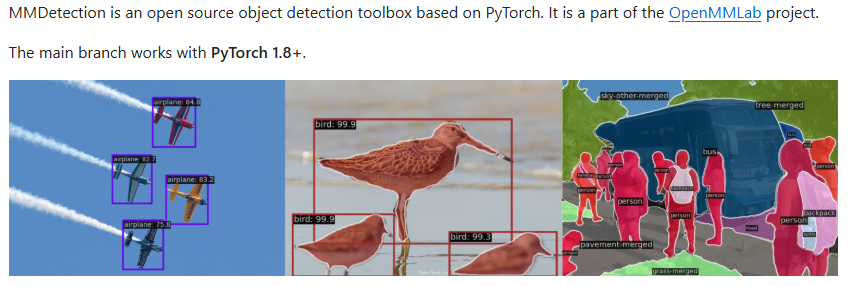 MMDetection is an open source object detection toolbox based on PyTorch. It is a part of the OpenMMLab project.
The main branch works with PyTorch 1.8+.
airplane: 84.8
airplane: 82.7
airplane: 83.2
airplane: 75.8
bird: 99.9
bird: 99.9
bird: 99.3
sky-other-merged
tree-merged
bus
person
person
person
person
person
backpack
person
road
pavement-merged
grass-merged